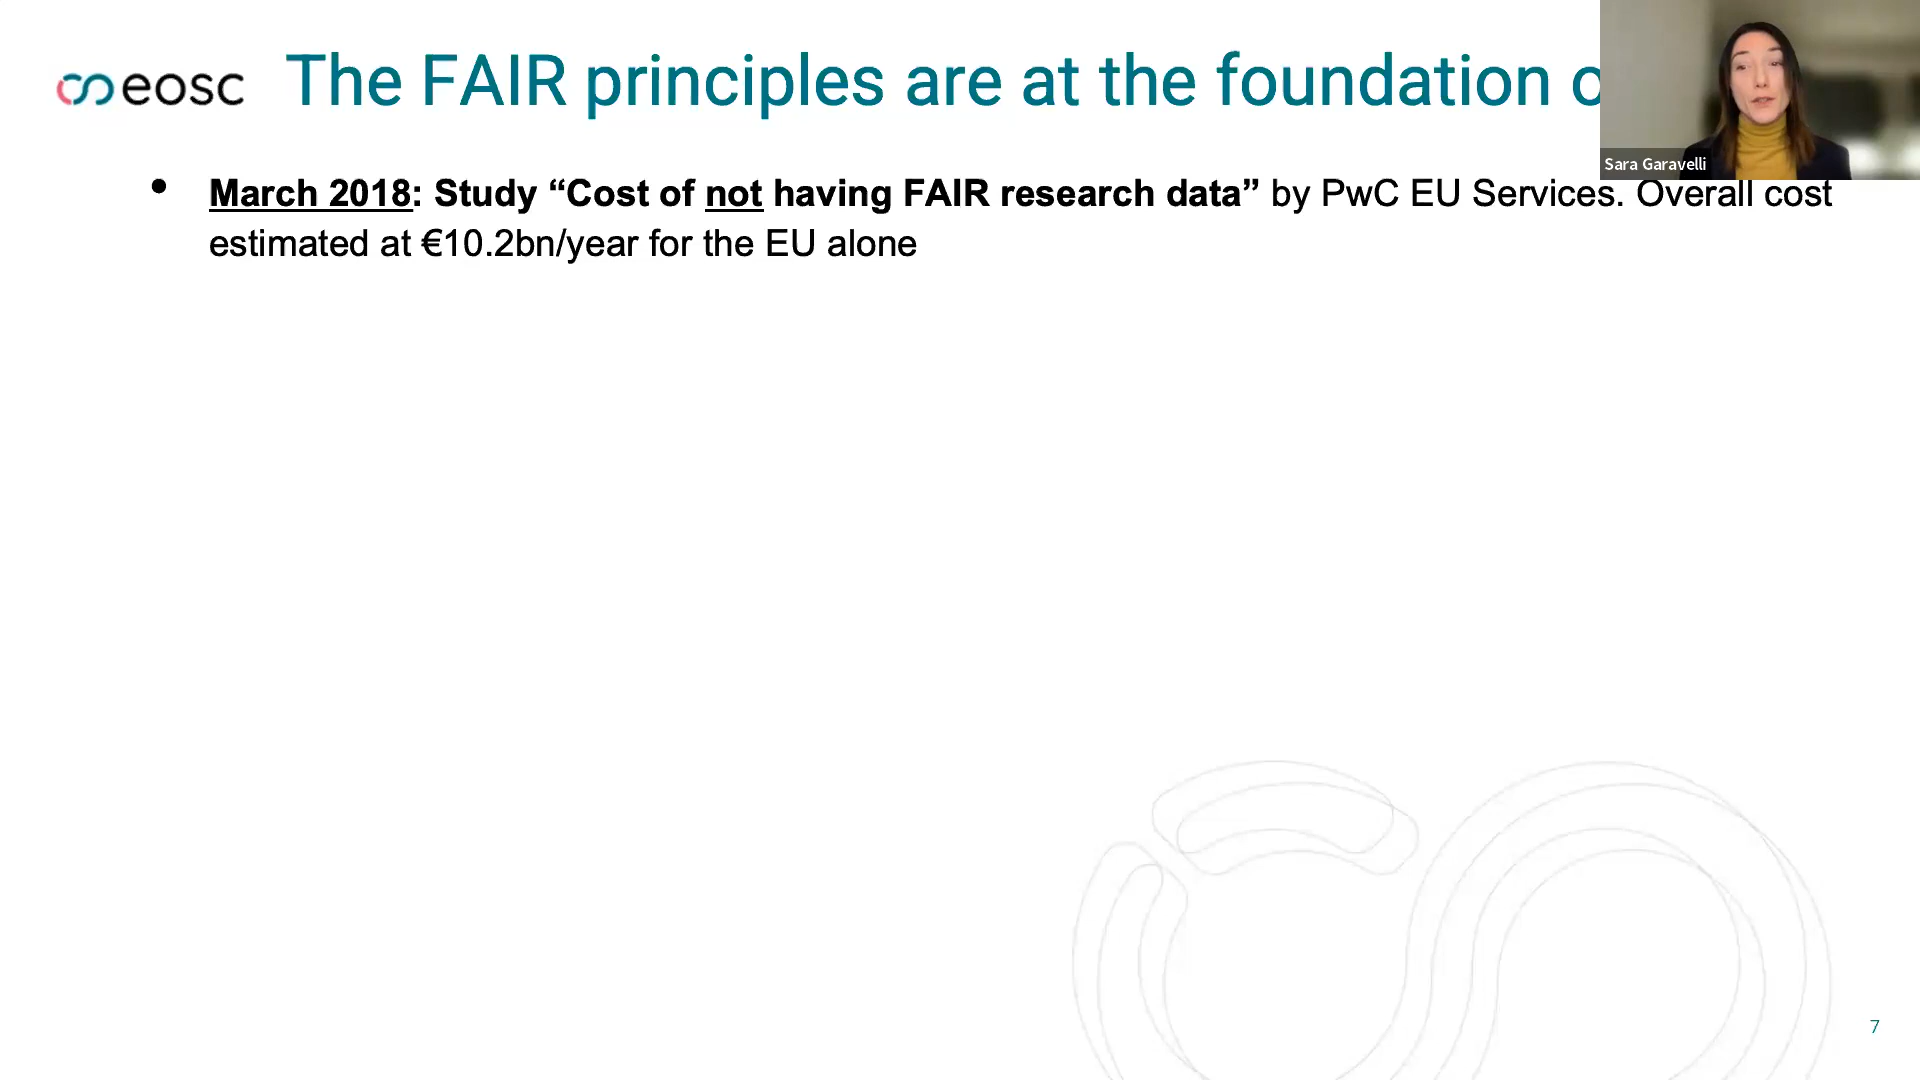 eosc
The FAIR principles are at the foundation
Sara Garavelli
• March 2018: Study “Cost of not having FAIR research data” by PwC EU Services. Overall cost
estimated at €10.2bn/year for the EU alone
7